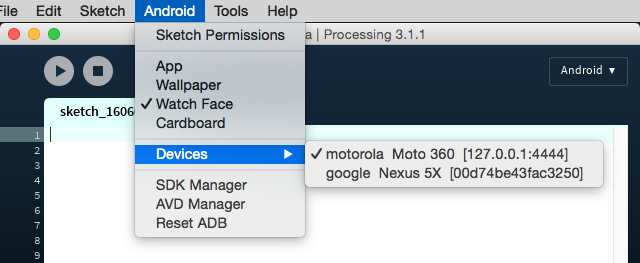 File Edit Sketch Android Tools Help
Sketch Permissions
a | Processing 3.1.1
App
Wallpaper
Watch Face
Cardboard
Android
sketch_1606
Devices
motorola Moto 360 [127.0.0.1:4444]
google Nexus 5X [00d74be43fac3250]
SDK Manager
AVD Manager
Reset ADB
1
2
3
4
5
6
7
8
9